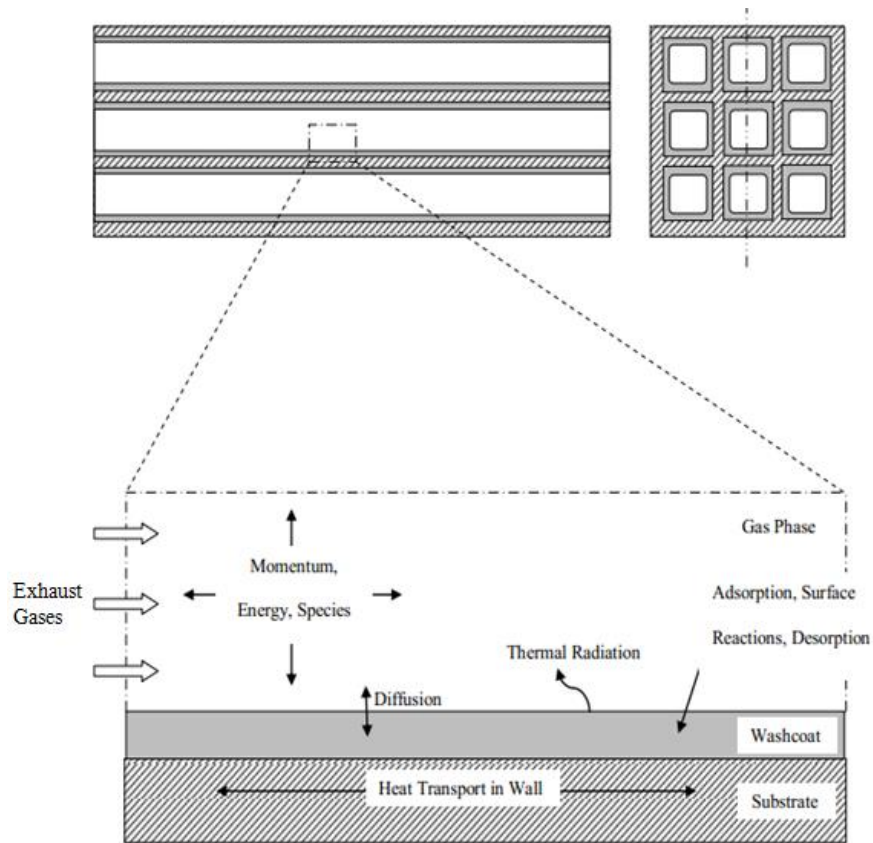 Gas Phase
Momentum,
Energy, Species
Exhaust
Gases
Adsorption, Surface
Reactions, Desorption
Thermal Radiation
Diffusion
Washcoat
Heat Transport in Wall
Substrate